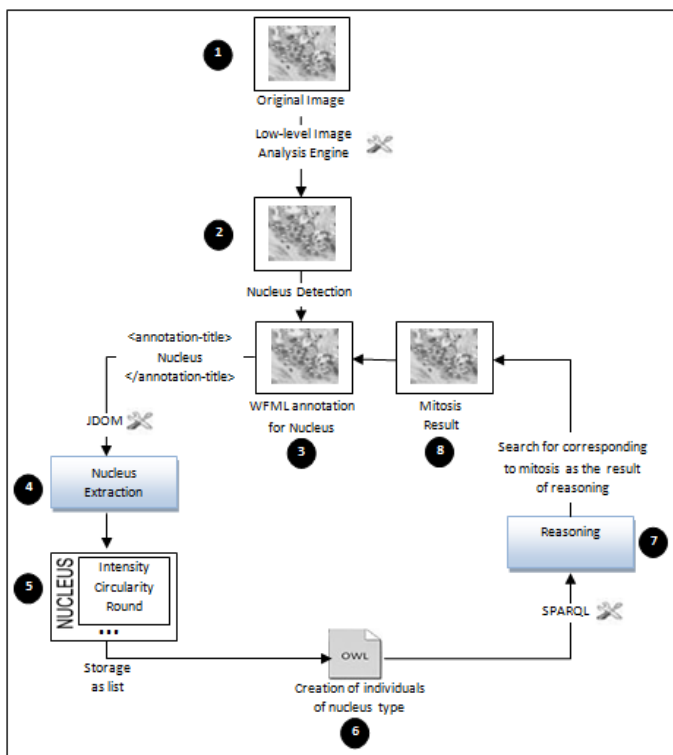 1
Original Image
Low-level Image
Analysis Engine
2
Nucleus Detection
<annotation-title>
Nucleus
</annotation-title>
WFML annotation
for Nucleus
3
Mitosis
Result
8
JDOM
4
Nucleus
Extraction
Search for corresponding
to mitosis as the result
of reasoning
Reasoning
7
5
NUCLEUS
Intensity
Circularity
Round
...
SPARQL
Storage
as list
OWL
Creation of individuals
of nucleus type
6